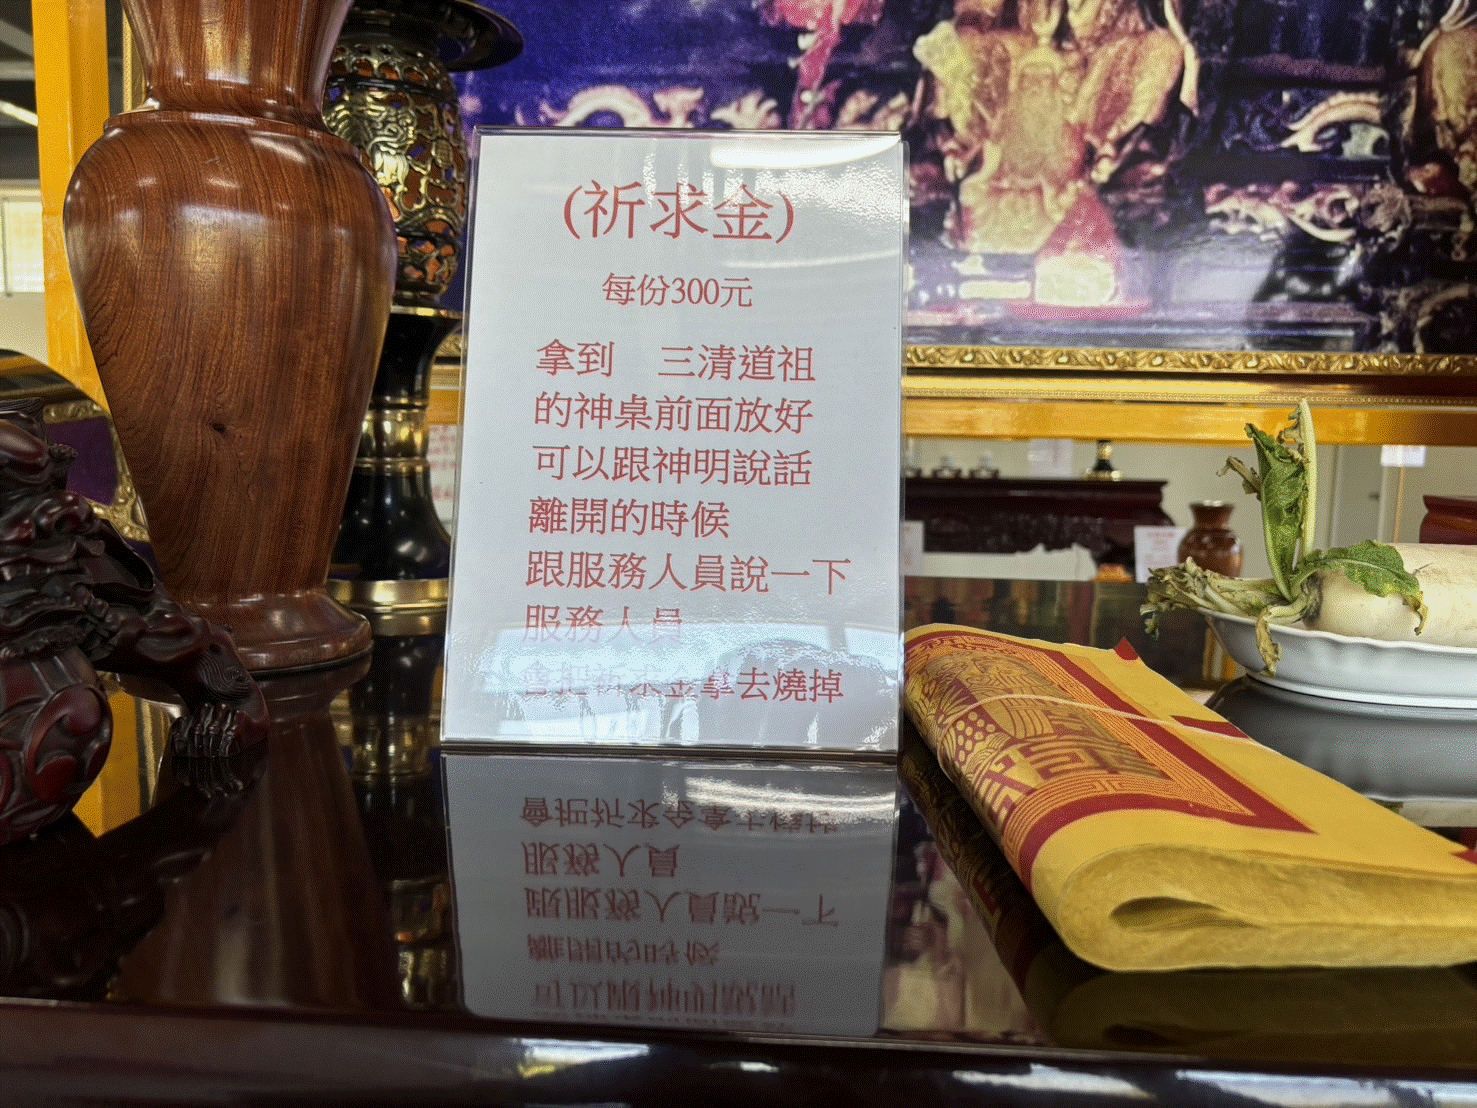 (祈求金)
每份300元
拿到　三清道祖
的神桌前面放好
可以跟神明說話
離開的時候
跟服務人員說一下
服務人員
會把祈求金拿去燒掉